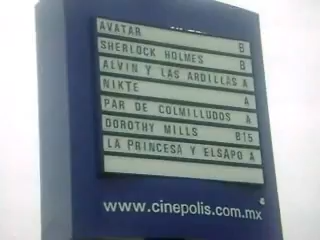 AVATAR B
SHERLOCK HOLMES B
ALVIN Y LAS ARDILLAS A
NIKTE A
PAR DE COLMILLUDOS A
DOROTHY MILLS B15
LA PRINCESA Y ELSAPO A
www.cinepolis.com.mx